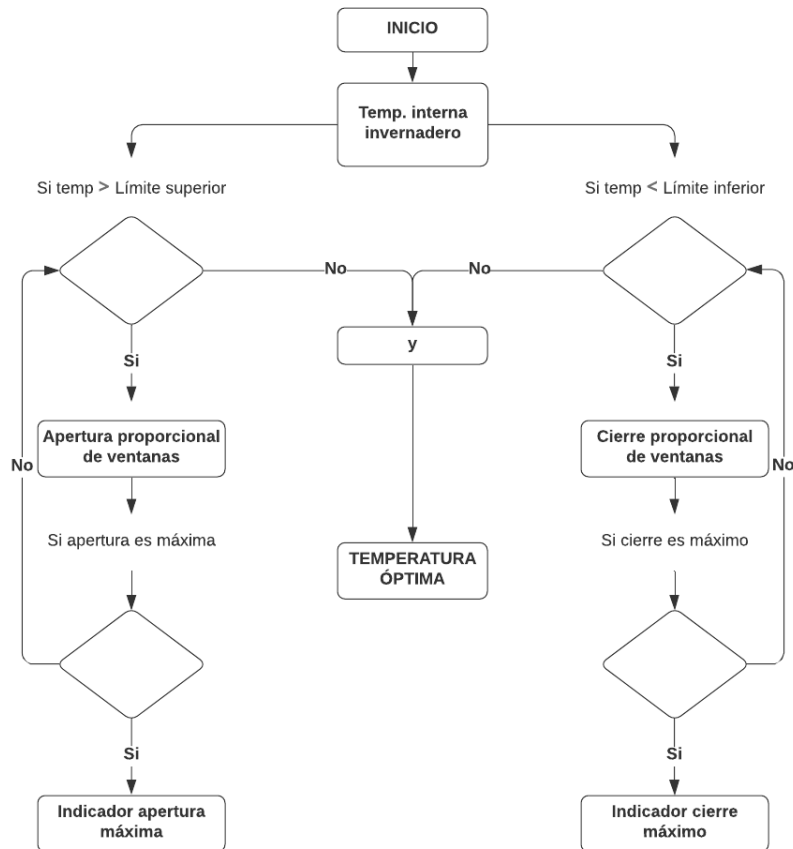 INICIO
Temp. interna
invernadero
Si temp > Límite superior
Si temp < Límite inferior
No
No
y
Si
Si
Apertura proporcional
de ventanas
Cierre proporcional
de ventanas
No
No
Si apertura es máxima
Si cierre es máximo
TEMPERATURA
ÓPTIMA
Si
Si
Indicador apertura
máxima
Indicador cierre
máximo